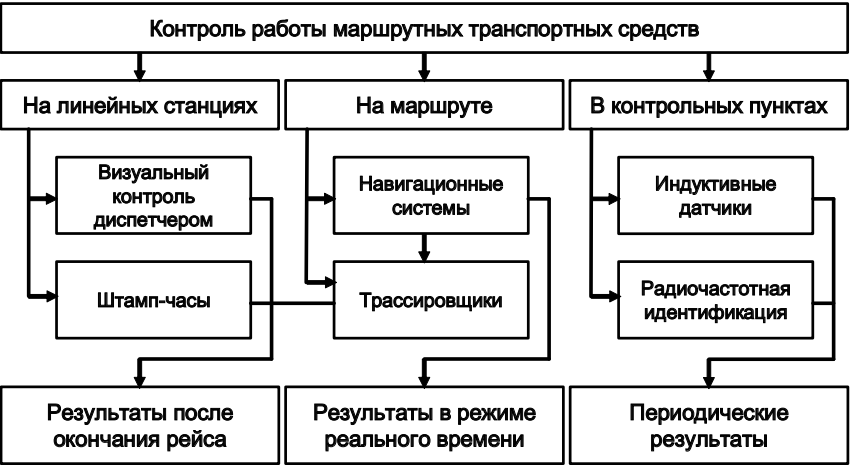 Контроль работы маршрутных транспортных средств
На линейных станциях
На маршруте
В контрольных пунктах
Визуальный
контроль
диспетчером
Навигационные
системы
Индуктивные
датчики
Штамп-часы
Трассировщики
Радиочастотная
идентификация
Результаты после
окончания рейса
Результаты в режиме
реального времени
Периодические
результаты